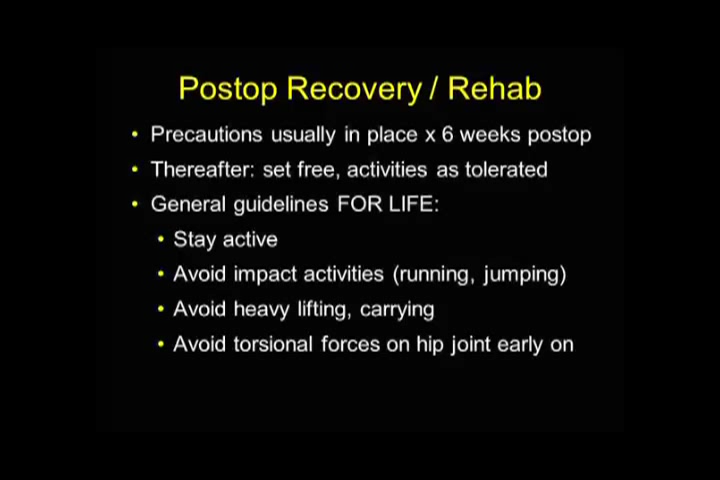 Postop Recovery / Rehab
• Precautions usually in place x 6 weeks postop
• Thereafter: set free, activities as tolerated
• General guidelines FOR LIFE:
• Stay active
• Avoid impact activities (running, jumping)
• Avoid heavy lifting, carrying
• Avoid torsional forces on hip joint early on